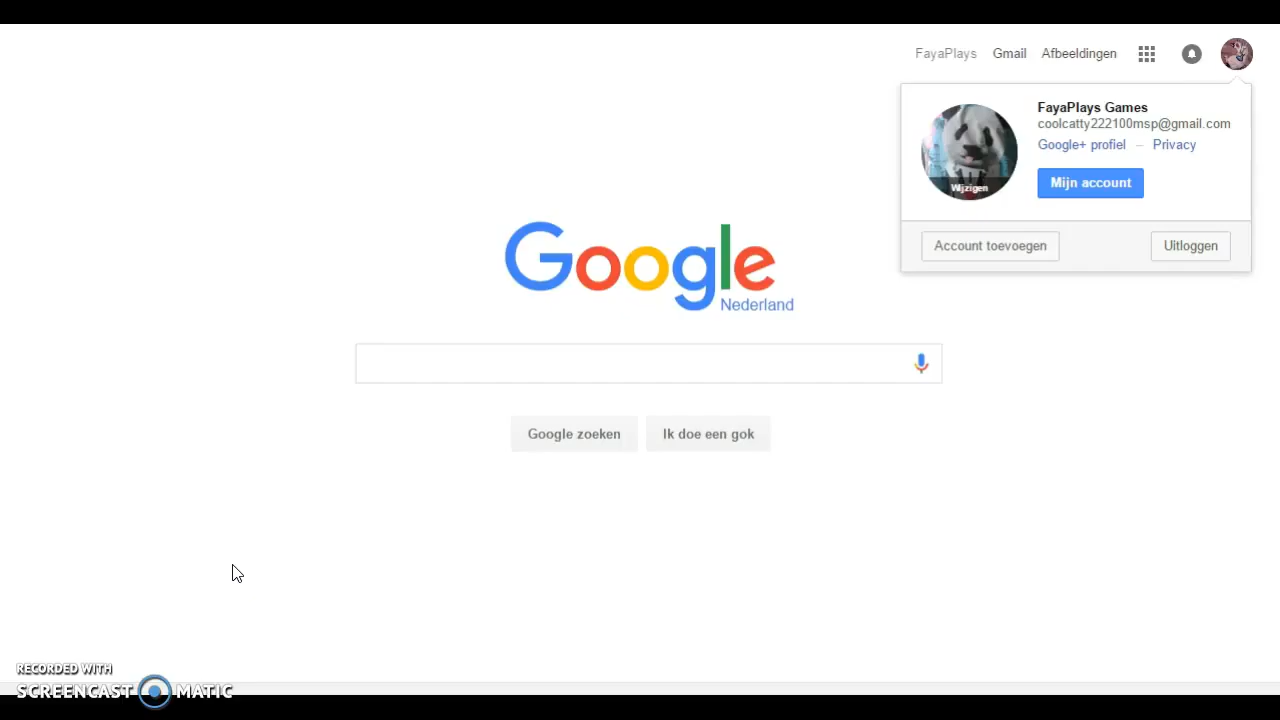 FayaPlays Gmail Afbeeldingen
FayaPlays Games
coolcatty222100msp@gmail.com
Google+ profiel – Privacy
Wijzigen
Mijn account
Account toevoegen Uitloggen
Google
Nederland
Google zoeken Ik doe een gok
RECORDED WITH
SCREENCAST MATIC